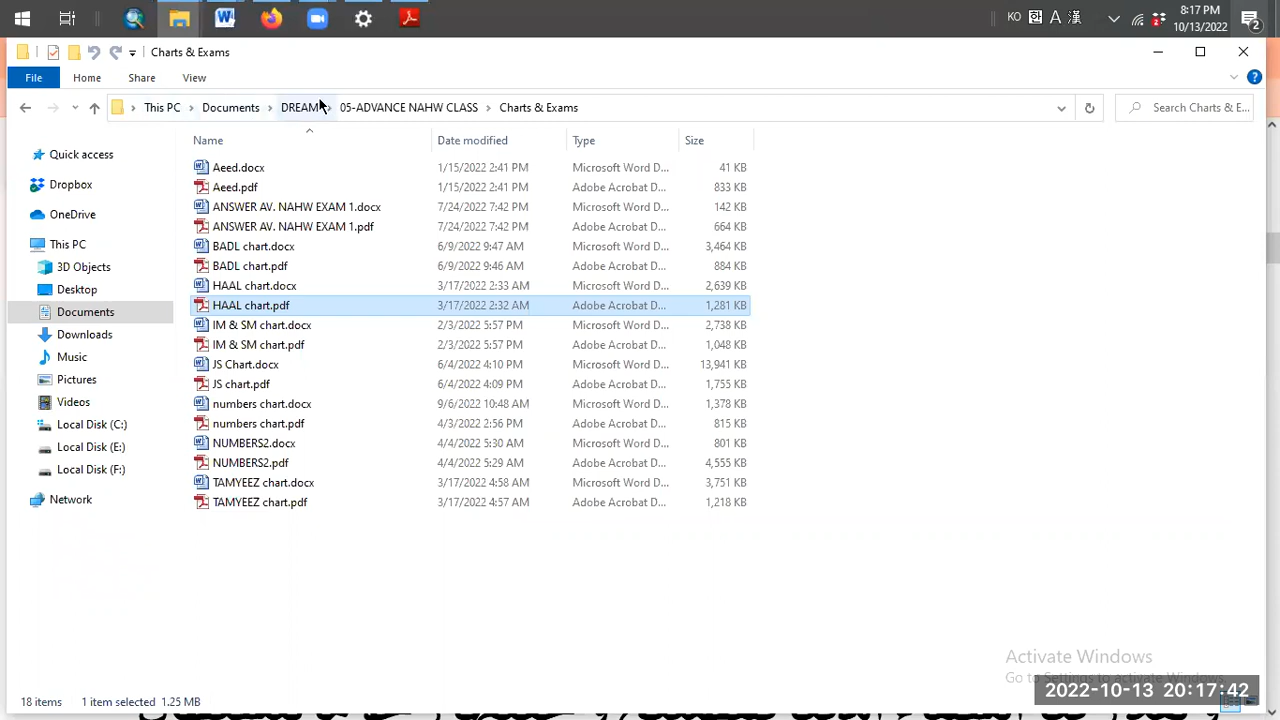 KO 한 A 漢 8:17 PM
10/13/2022
2
Charts & Exams
File Home Share View
This PC Documents DREAM 05-ADVANCE NAHW CLASS Charts & Exams Search Charts & E...
Name Date modified Type Size
Quick access
Dropbox
OneDrive
This PC
3D Objects
Desktop
Documents
Downloads
Music
Pictures
Videos
Local Disk (C:)
Local Disk (E:)
Local Disk (F:)
Network
Aeed.docx 1/15/2022 2:41 PM Microsoft Word D... 41 KB
Aeed.pdf 1/15/2022 2:41 PM Adobe Acrobat D... 833 KB
ANSWER AV. NAHW EXAM 1.docx 7/24/2022 7:42 PM Microsoft Word D... 142 KB
ANSWER AV. NAHW EXAM 1.pdf 7/24/2022 7:42 PM Adobe Acrobat D... 664 KB
BADL chart.docx 6/9/2022 9:47 AM Microsoft Word D... 3,464 KB
BADL chart.pdf 6/9/2022 9:46 AM Adobe Acrobat D... 884 KB
HAAL chart.docx 3/17/2022 2:33 AM Microsoft Word D... 2,639 KB
HAAL chart.pdf 3/17/2022 2:32 AM Adobe Acrobat D... 1,281 KB
IM & SM chart.docx 2/3/2022 5:57 PM Microsoft Word D... 2,738 KB
IM & SM chart.pdf 2/3/2022 5:57 PM Adobe Acrobat D... 1,048 KB
JS Chart.docx 6/4/2022 4:10 PM Microsoft Word D... 13,941 KB
JS chart.pdf 6/4/2022 4:09 PM Adobe Acrobat D... 1,755 KB
numbers chart.docx 9/6/2022 10:48 AM Microsoft Word D... 1,378 KB
numbers chart.pdf 4/3/2022 2:56 PM Adobe Acrobat D... 815 KB
NUMBERS2.docx 4/4/2022 5:30 AM Microsoft Word D... 801 KB
NUMBERS2.pdf 4/4/2022 5:29 AM Adobe Acrobat D... 4,555 KB
TAMYEEZ chart.docx 3/17/2022 4:58 AM Microsoft Word D... 3,751 KB
TAMYEEZ chart.pdf 3/17/2022 4:57 AM Adobe Acrobat D... 1,218 KB
Activate Windows
Go to Settings to activate Windows.
2022-10-13 20:17:42
18 items 1 item selected 1.25 MB